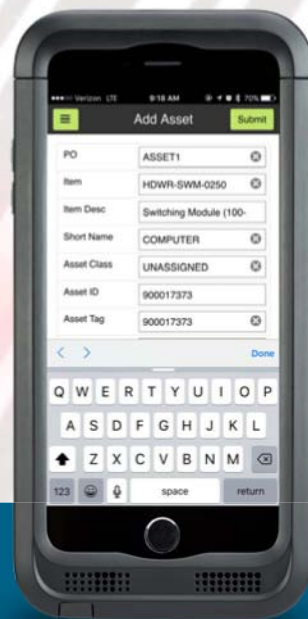 Verizon LTE 9:18 AM 70%
Add Asset Submit
PO ASSET1
Item HDWR-SWM-0250
Item Desc Switching Module (100-
Short Name COMPUTER
Asset Class UNASSIGNED
Asset ID 900017373
Asset Tag 900017373
Done
Q W E R T Y U I O P
A S D F G H J K L
Z X C V B N M
123 space return